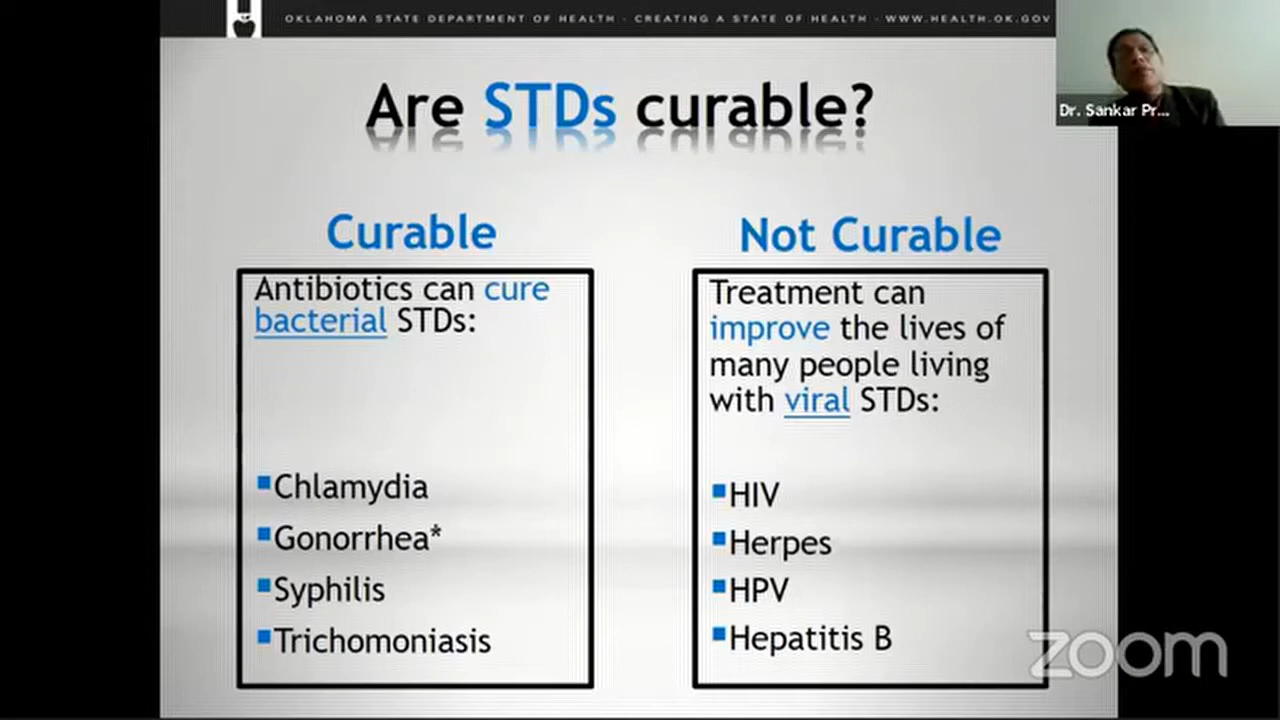 OKLAHOMA STATE DEPARTMENT OF HEALTH · CREATING A STATE OF HEALTH · WWW.HEALTH.OK.GOV
Dr. Sankar Pr...
Are STDs curable?
Curable
Antibiotics can cure
bacterial STDs:
Chlamydia
Gonorrhea*
Syphilis
Trichomoniasis
Not Curable
Treatment can
improve the lives of
many people living
with viral STDs:
HIV
Herpes
HPV
Hepatitis B
zoom